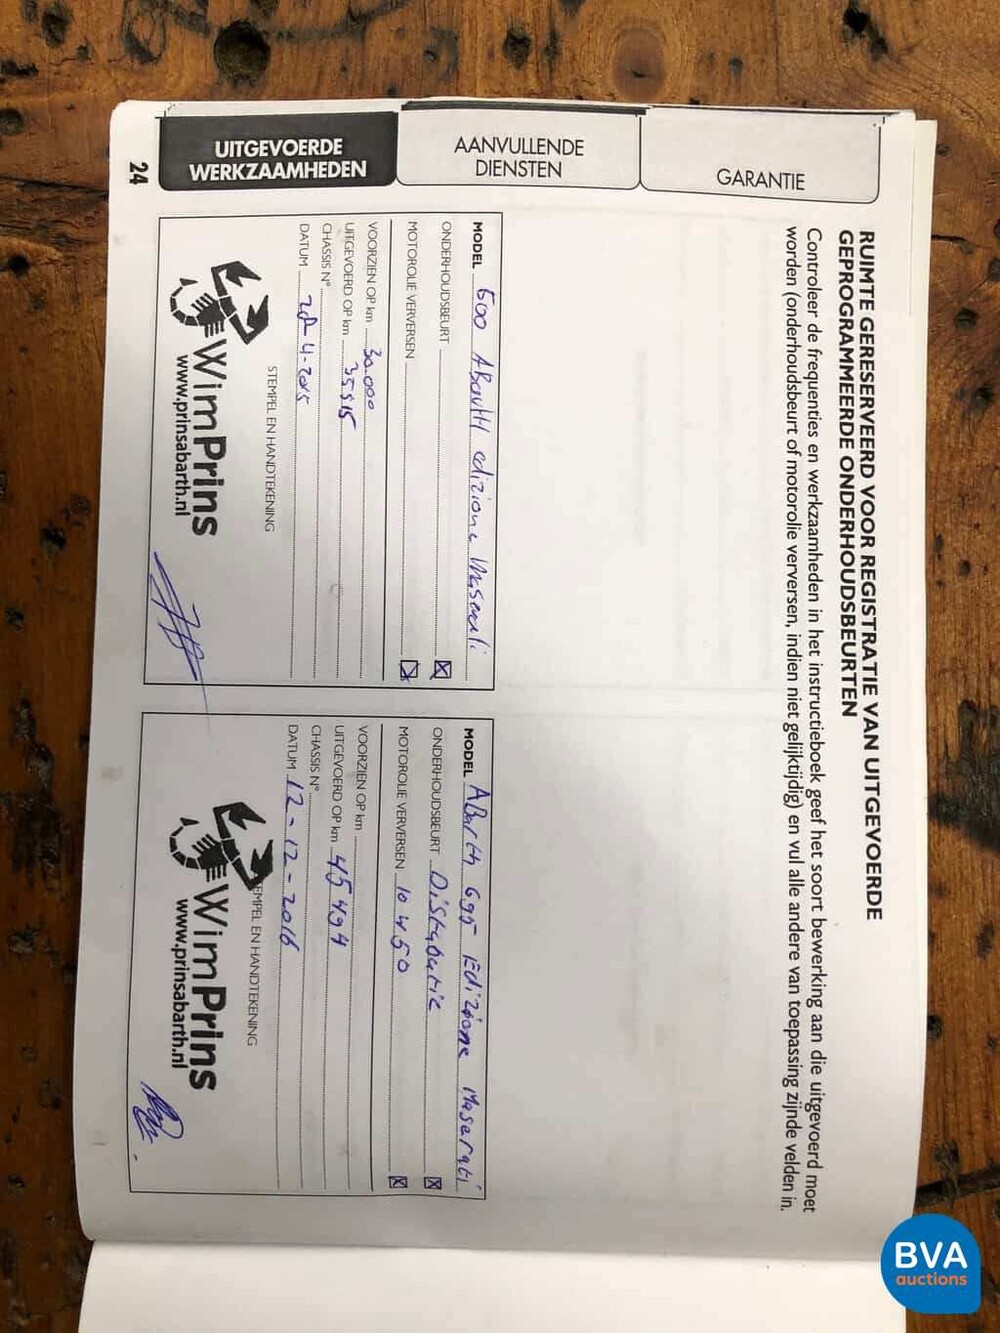 UITGEVOERDE
WERKZAAMHEDEN
AANVULLENDE
DIENSTEN
GARANTIE
24
RUIMTE GERESERVEERD VOOR REGISTRATIE VAN UITGEVOERDE
GEPROGRAMMEERDE ONDERHOUDSBEURTEN
Controleer de frequenties en werkzaamheden in het instructieboek geef het soort bewerking aan die uitgevoerd moet
worden (onderhoudsbeurt of motorolie verversen, indien niet gelijktijdig) en vul alle andere van toepassing zijnde velden in.
MODEL 500 Abarth edizione Maserati
ONDERHOUDSBEURT
MOTOROLIE VERVERSEN
VOORZIEN OP km 30.000
UITGEVOERD OP km 35515
CHASSIS N°
DATUM 4-2015
STEMPEL EN HANDTEKENING
WimPrins
www.prinsabarth.nl
MODEL Abarth 695 Edizione Maserati
ONDERHOUDSBEURT Distributie
MOTOROLIE VERVERSEN 10W50
VOORZIEN OP km
UITGEVOERD OP km 45494
CHASSIS N°
DATUM 12-12-2016
EMPEL EN HANDTEKENING
WimPrins
www.prinsabarth.nl
BVA
auctions